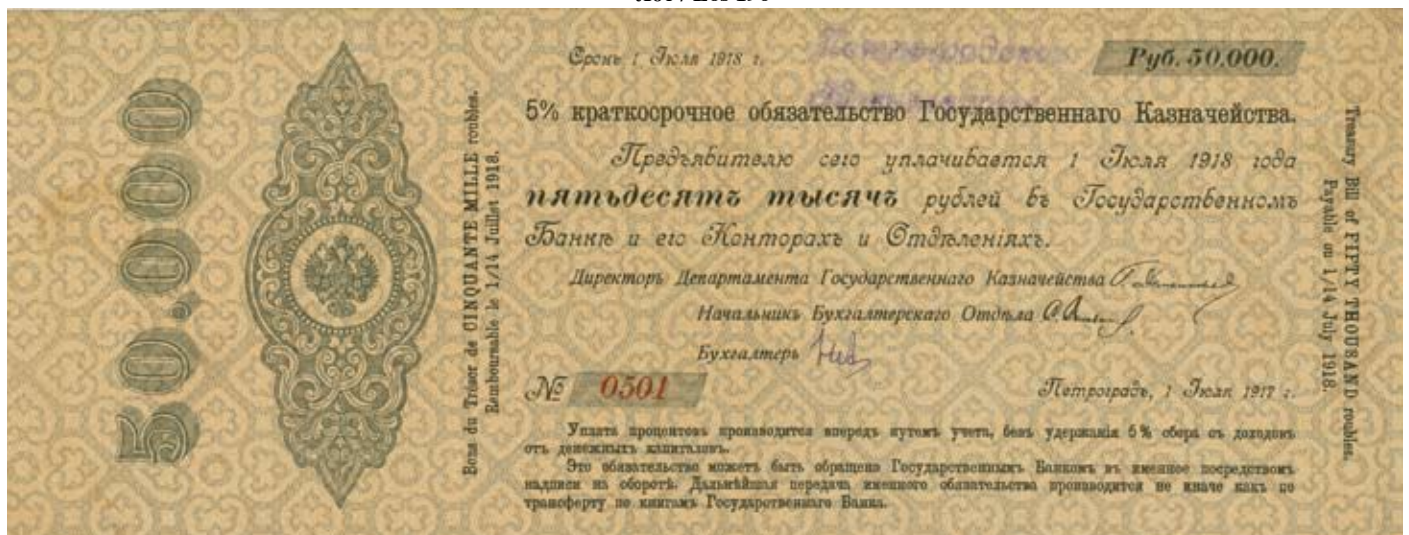 50.000
Bons du Trésor de CINQUANTE MILLE roubles.
Remboursable le 1/14 Juillet 1918.
Срокъ 1 Іюля 1918 г.
Руб. 50.000.
5% краткосрочное обязательство Государственнаго Казначейства.
Предъявителю сего уплачивается 1 Іюля 1918 года
пятьдесятъ тысячъ рублей въ Государственномъ
Банкѣ и его Конторахъ и Отдѣленіяхъ.
Директоръ Департамента Государственнаго Казначейства
Начальникъ Бухгалтерскаго Отдѣла
Бухгалтеръ
№ 0501
Петроградъ, 1 Іюля 1917 г.
Уплата процентовъ производится впередъ путемъ учета, безъ удержанія 5% сбора съ доходовъ
отъ денежныхъ капиталовъ.
Это обязательство можетъ быть обращено Государственнымъ Банкомъ въ именное посредствомъ
надписи на оборотѣ. Дальнѣйшая передача именного обязательства производится не иначе какъ по
трансферту по книгамъ Государственнаго Банка.
Treasury Bill of FIFTY THOUSAND roubles.
Payable on 1/14 July 1918.